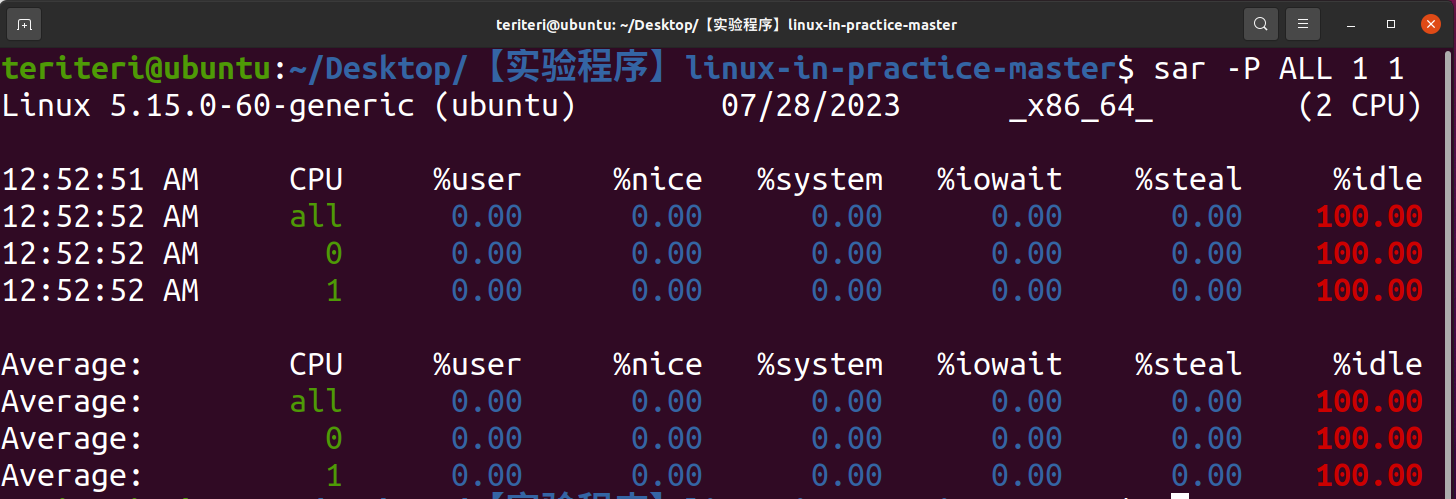 teriteri@ubuntu: ~/Desktop/【实验程序】linux-in-practice-master
teriteri@ubuntu:~/Desktop/【实验程序】linux-in-practice-master$ sar -P ALL 1 1
Linux 5.15.0-60-generic (ubuntu) 07/28/2023 _x86_64_ (2 CPU)
12:52:51 AM CPU %user %nice %system %iowait %steal %idle
12:52:52 AM all 0.00 0.00 0.00 0.00 0.00 100.00
12:52:52 AM 0 0.00 0.00 0.00 0.00 0.00 100.00
12:52:52 AM 1 0.00 0.00 0.00 0.00 0.00 100.00
Average: CPU %user %nice %system %iowait %steal %idle
Average: all 0.00 0.00 0.00 0.00 0.00 100.00
Average: 0 0.00 0.00 0.00 0.00 0.00 100.00
Average: 1 0.00 0.00 0.00 0.00 0.00 100.00